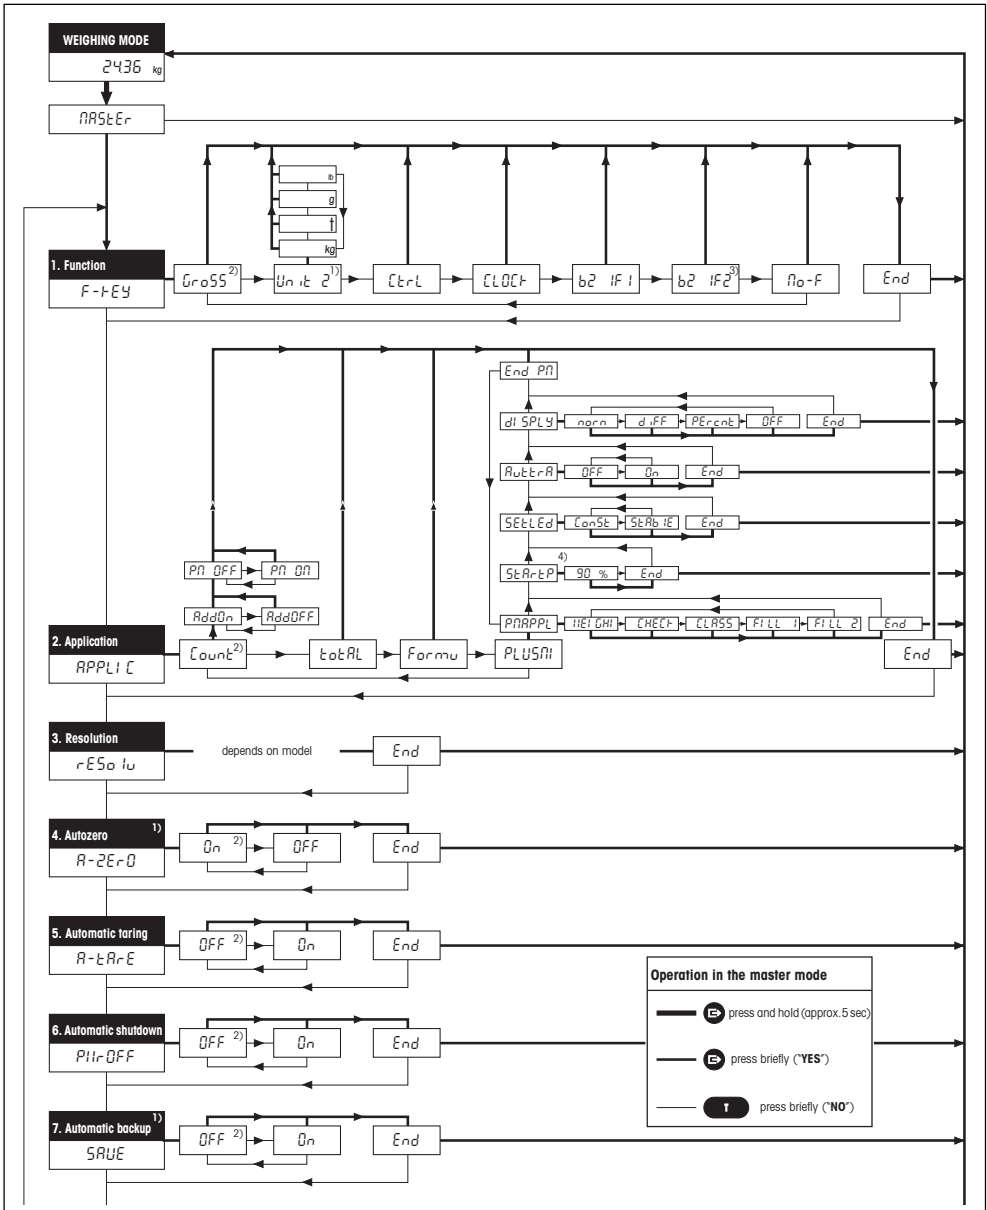 WEIGHING MODE
24.36 kg
MAStEr
lb
g
t
kg
1. Function
F-KEY
GroSS 2)
Unit 2 1)
CtrL
CLOCK
b2 IF1
b2 IF2 3)
No-F
End
End PM
dISPLY
norn
dIFF
PErcnt
OFF
End
AuttrA
OFF
On
End
SEtLEd
ConSt
StAblE
End
4)
StArtP
90 %
End
PM OFF
PM ON
AddOn
AddOFF
PMAPPL
WEIGHI
CHECK
CLASS
FILL 1
FILL 2
End
2. Application
APPLIC
Count 2)
totAL
Formu
PLUSMI
End
3. Resolution
rESolu
depends on model
End
4. Autozero 1)
A-ZErO
On 2)
OFF
End
5. Automatic taring
A-tArE
OFF 2)
On
End
6. Automatic shutdown
PWrOFF
OFF 2)
On
End
7. Automatic backup 1)
SAVE
OFF 2)
On
End
Operation in the master mode
press and hold (approx. 5 sec)
press briefly ("YES")
T press briefly ("NO")